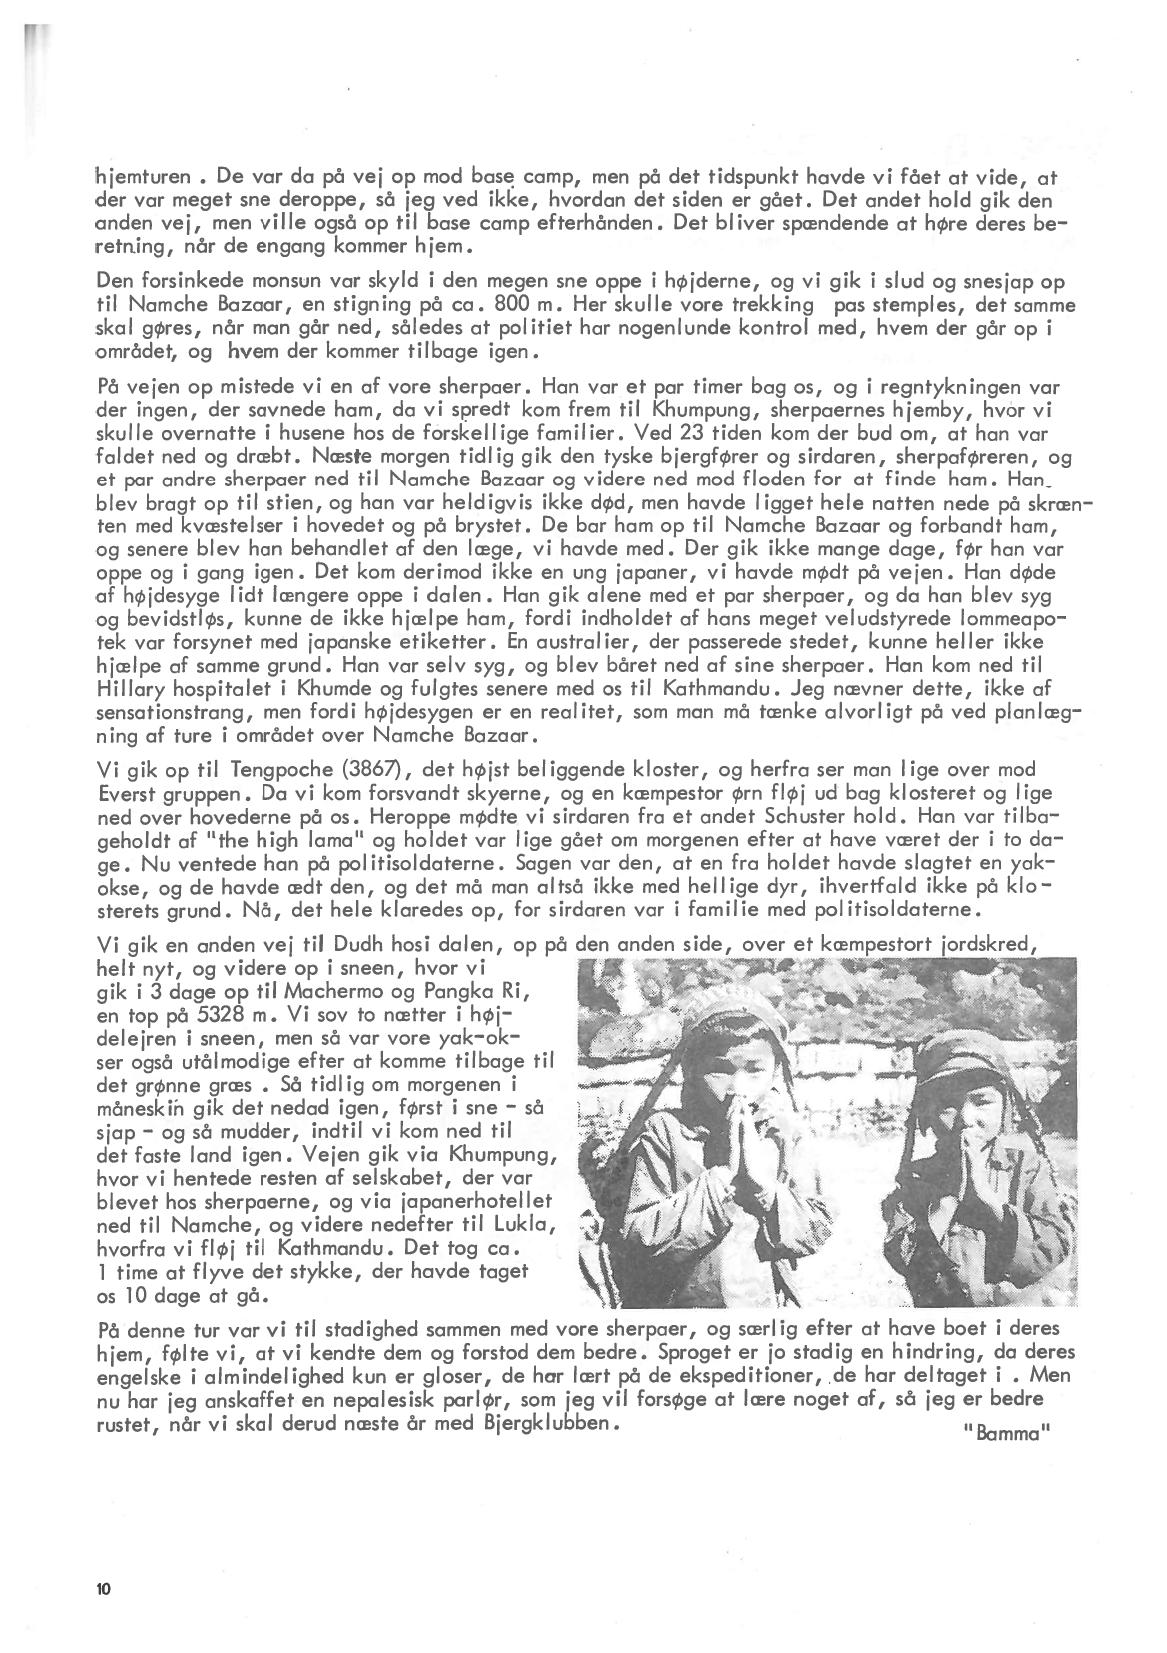 hjemturen . De var da på vej op mod base camp, men på det tidspunkt havde vi fået at vide, at
der var meget sne deroppe, så jeg ved ikke, hvordan det siden er gået. Det andet hold gik den
anden vej, men ville også op til base camp efterhånden. Det bliver spændende at høre deres be-
retning, når de engang kommer hjem.
Den forsinkede monsun var skyld i den megen sne oppe i højderne, og vi gik i slud og snesjap op
til Namche Bazaar, en stigning på ca. 800 m. Her skulle vore trekking pas stemples, det samme
skal gøres, når man går ned, således at politiet har nogenlunde kontrol med, hvem der går op i
området, og hvem der kommer tilbage igen.
På vejen op mistede vi en af vore sherpaer. Han var et par timer bag os, og i regntykningen var
der ingen, der savnede ham, da vi spredt kom frem til Khumpung, sherpaernes hjemby, hvor vi
skulle overnatte i husene hos de forskellige familier. Ved 23 tiden kom der bud om, at han var
faldet ned og dræbt. Næste morgen tidlig gik den tyske bjergfører og sirdaren, sherpaføreren, og
et par andre sherpaer ned til Namche Bazaar og videre ned mod floden for at finde ham. Han
blev bragt op til stien, og han var heldigvis ikke død, men havde ligget hele natten nede på skræn-
ten med kvæstelser i hovedet og på brystet. De bar ham op til Namche Bazaar og forbandt ham,
og senere blev han behandlet af den læge, vi havde med. Der gik ikke mange dage, før han var
oppe og i gang igen. Det kom derimod ikke en ung japaner, vi havde mødt på vejen. Han døde
af højdesyge lidt længere oppe i dalen. Han gik alene med et par sherpaer, og da han blev syg
og bevidstløs, kunne de ikke hjælpe ham, fordi indholdet af hans meget veludstyrede lommeapo-
tek var forsynet med japanske etiketter. En australier, der passerede stedet, kunne heller ikke
hjælpe af samme grund. Han var selv syg, og blev båret ned af sine sherpaer. Han kom ned til
Hillary hospitalet i Khumde og fulgtes senere med os til Kathmandu. Jeg nævner dette, ikke af
sensationstrang, men fordi højdesygen er en realitet, som man må tænke alvorligt på ved planlæg-
ning af ture i området over Namche Bazaar.
Vi gik op til Tengpoche (3867), det højst beliggende kloster, og herfra ser man lige over mod
Everst gruppen. Da vi kom forsvandt skyerne, og en kæmpestor ørn fløj ud bag klosteret og lige
ned over hovederne på os. Heroppe mødte vi sirdaren fra et andet Schuster hold. Han var tilba-
geholdt af "the high lama" og holdet var lige gået om morgenen efter at have været der i to da-
ge. Nu ventede han på politisoldaterne. Sagen var den, at en fra holdet havde slagtet en yak-
okse, og de havde ædt den, og det må man altså ikke med hellige dyr, ihvertfald ikke på klo-
sterets grund. Nå, det hele klaredes op, for sirdaren var i familie med politisoldaterne.
Vi gik en anden vej til Dudh hosi dalen, op på den anden side, over et kæmpestort jordskred,
helt nyt, og videre op i sneen, hvor vi
gik i 3 dage op til Machermo og Pangka Ri,
en top på 5328 m. Vi sov to nætter i høj-
delejren i sneen, men så var vore yak-ok-
ser også utålmodige efter at komme tilbage til
det grønne græs . Så tidlig om morgenen i
måneskin gik det nedad igen, først i sne - så
sjap - og så mudder, indtil vi kom ned til
det faste land igen. Vejen gik via Khumpung,
hvor vi hentede resten af selskabet, der var
blevet hos sherpaerne, og via japanerhotellet
ned til Namche, og videre nedefter til Lukla,
hvorfra vi fløj til Kathmandu. Det tog ca.
1 time at flyve det stykke, der havde taget
os 10 dage at gå.
På denne tur var vi til stadighed sammen med vore sherpaer, og særlig efter at have boet i deres
hjem, følte vi, at vi kendte dem og forstod dem bedre. Sproget er jo stadig en hindring, da deres
engelske i almindelighed kun er gloser, de har lært på de ekspeditioner, de har deltaget i . Men
nu har jeg anskaffet en nepalesisk parlør, som jeg vil forsøge at lære noget af, så jeg er bedre
rustet, når vi skal derud næste år med Bjergklubben.
"Bamma"
10